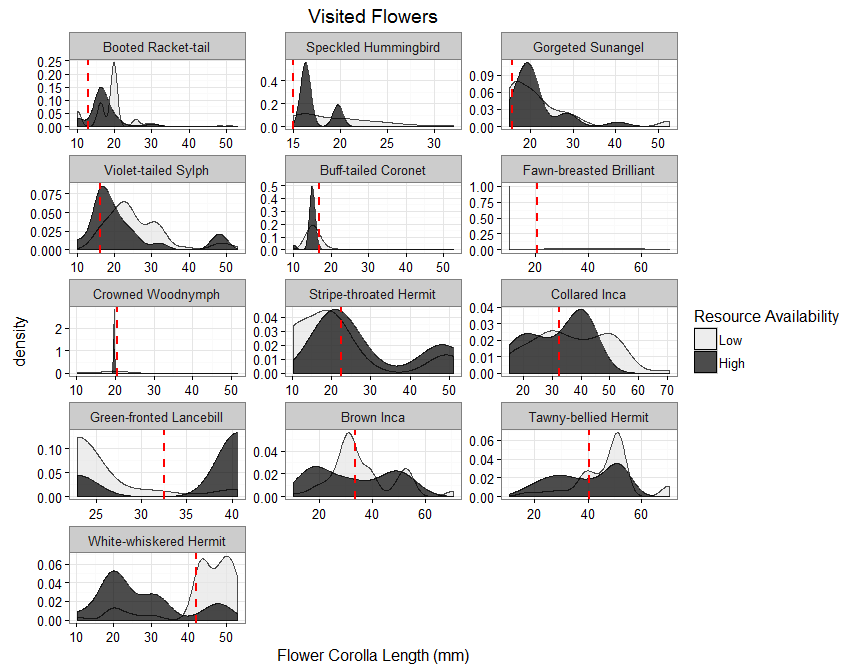 Visited Flowers
Booted Racket-tail
Speckled Hummingbird
Gorgeted Sunangel
0.25
0.20
0.15
0.10
0.05
0.00
0.4
0.2
0.0
0.09
0.06
0.03
0.00
10 20 30 40 50
15 20 25 30
20 30 40 50
Violet-tailed Sylph
Buff-tailed Coronet
Fawn-breasted Brilliant
0.075
0.050
0.025
0.000
0.5
0.4
0.3
0.2
0.1
0.0
1.00
0.75
0.50
0.25
0.00
10 20 30 40 50
10 20 30 40 50
20 40 60
Crowned Woodnymph
Stripe-throated Hermit
Collared Inca
2
1
0
0.04
0.03
0.02
0.01
0.00
0.04
0.03
0.02
0.01
0.00
10 20 30 40 50
10 20 30 40 50
20 30 40 50 60 70
Green-fronted Lancebill
Brown Inca
Tawny-bellied Hermit
0.10
0.05
0.00
0.04
0.02
0.00
0.06
0.04
0.02
0.00
25 30 35 40
20 40 60
20 40 60
White-whiskered Hermit
0.06
0.04
0.02
0.00
10 20 30 40 50
density
Flower Corolla Length (mm)
Resource Availability
Low
High